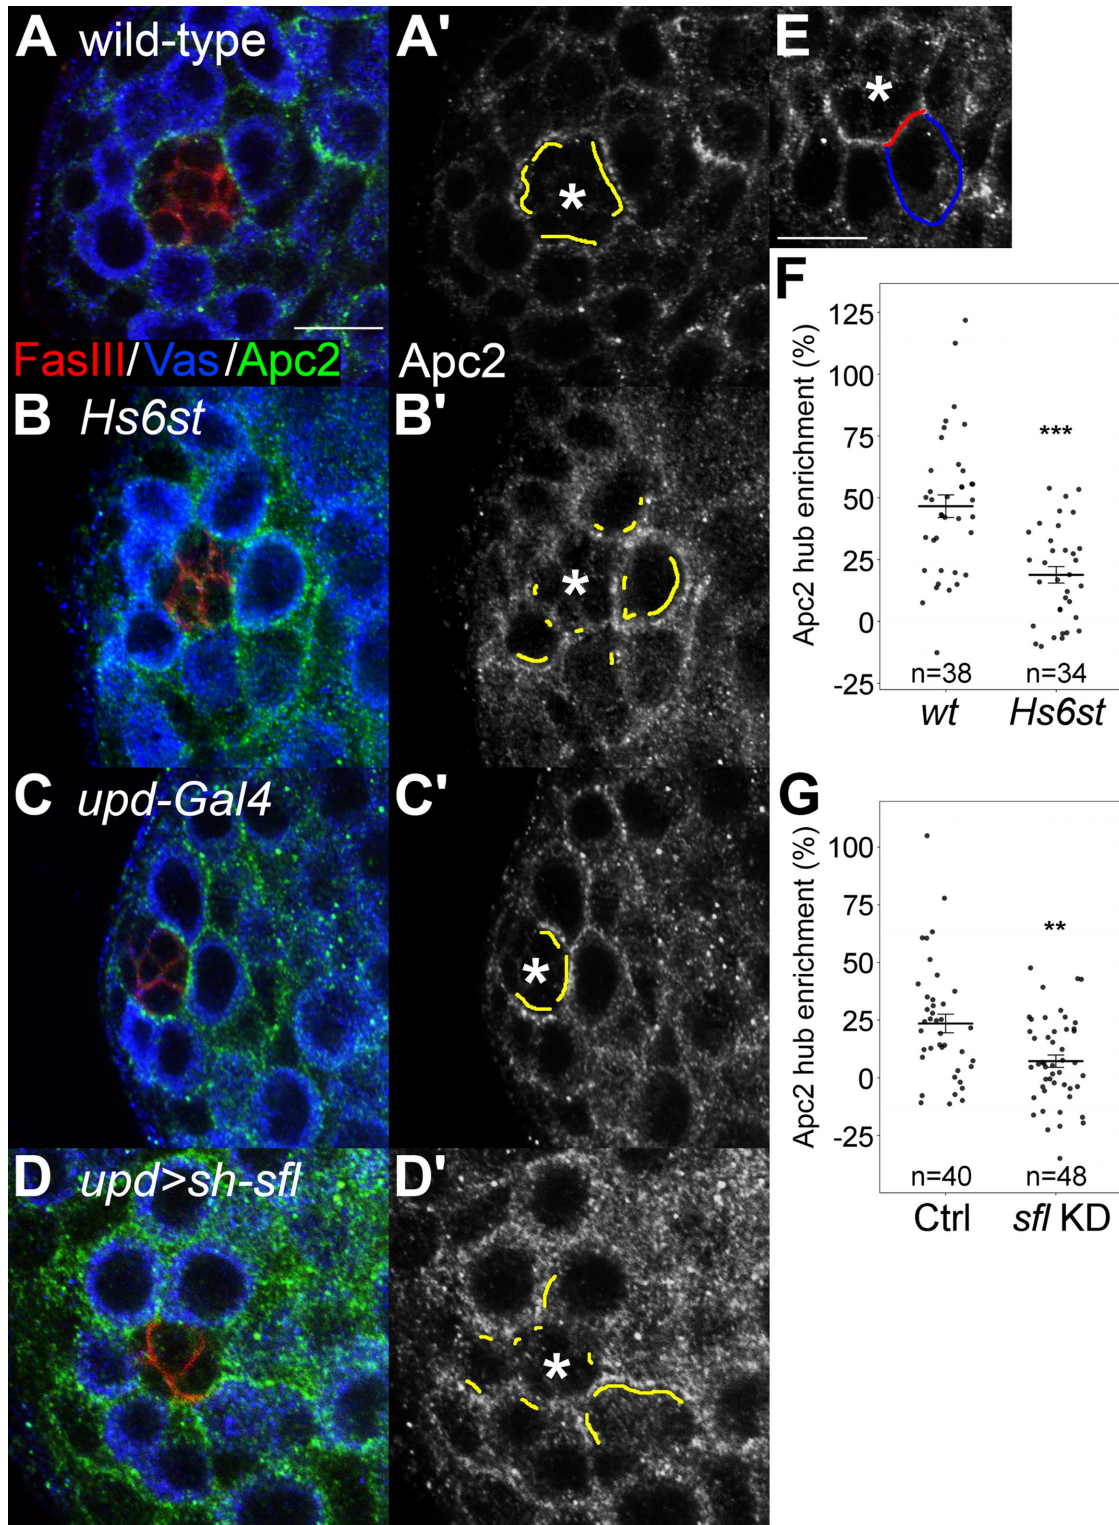 A wild-type
A'
E
*
*
FasIII/Vas/Apc2
Apc2
B Hs6st
B'
*
F
Apc2 hub enrichment (%)
125
100
75
50
25
0
-25
***
n=38 n=34
wt Hs6st
C upd-Gal4
C'
*
G
Apc2 hub enrichment (%)
100
75
50
25
0
-25
**
n=40 n=48
Ctrl sfl KD
D upd>sh-sfl
D'
*